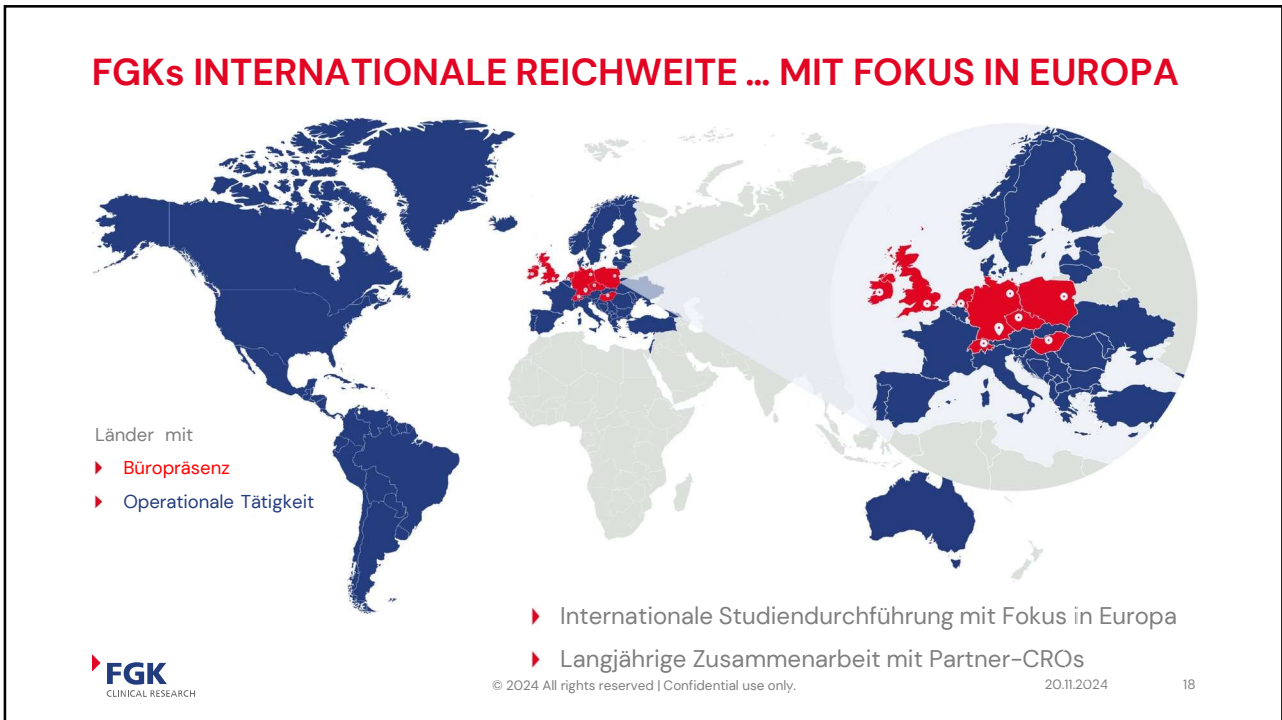 FGKs INTERNATIONALE REICHWEITE ... MIT FOKUS IN EUROPA
Länder mit
Büropräsenz
Operationale Tätigkeit
Internationale Studiendurchführung mit Fokus in Europa
Langjährige Zusammenarbeit mit Partner-CROs
FGK
CLINICAL RESEARCH
© 2024 All rights reserved | Confidential use only.
20.11.2024
18